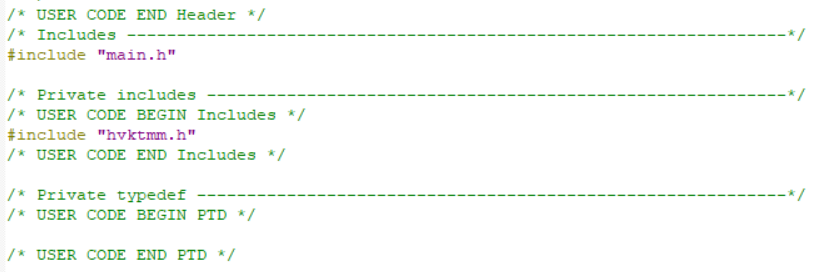 /* USER CODE END Header */
/* Includes ------------------------------------------------------------------*/
#include "main.h"
/* Private includes ----------------------------------------------------------*/
/* USER CODE BEGIN Includes */
#include "hvktmm.h"
/* USER CODE END Includes */
/* Private typedef -----------------------------------------------------------*/
/* USER CODE BEGIN PTD */
/* USER CODE END PTD */